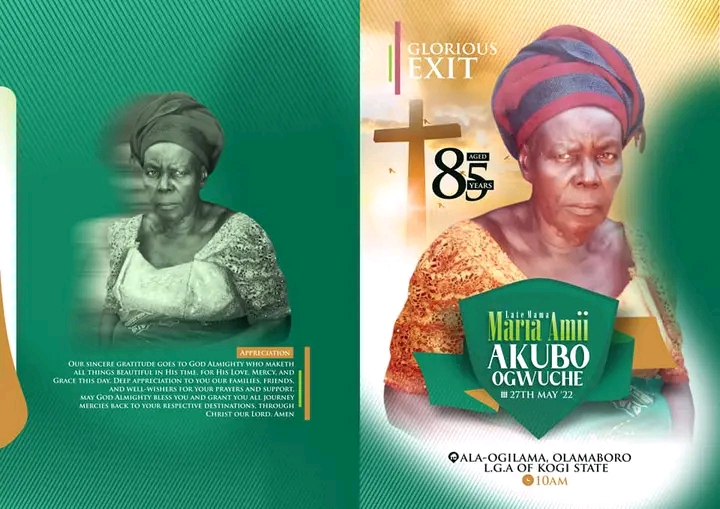 APPRECIATION
OUR SINCERE GRATITUDE GOES TO GOD ALMIGHTY WHO MAKETH
ALL THINGS BEAUTIFUL IN HIS TIME, FOR HIS LOVE, MERCY, AND
GRACE THIS DAY. DEEP APPRECIATION TO YOU OUR FAMILIES, FRIENDS,
AND WELL-WISHERS FOR YOUR PRAYERS AND SUPPORT,
MAY GOD ALMIGHTY BLESS YOU AND GRANT YOU ALL JOURNEY
MERCIES BACK TO YOUR RESPECTIVE DESTINATIONS, THROUGH
CHRIST OUR LORD. AMEN
GLORIOUS
EXIT
85 AGED
YEARS
Late Mama
Maria Amii
AKUBO
OGWUCHE
27TH MAY '22
ALA-OGILAMA, OLAMABORO
L.G.A OF KOGI STATE
10AM